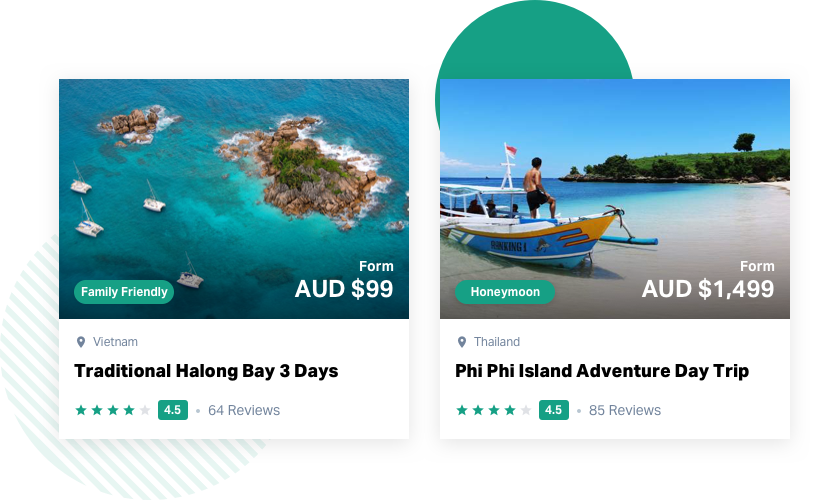 Form
AUD $99
Family Friendly
Vietnam
Traditional Halong Bay 3 Days
4.5 • 64 Reviews
Form
AUD $1,499
Honeymoon
Thailand
Phi Phi Island Adventure Day Trip
4.5 • 85 Reviews